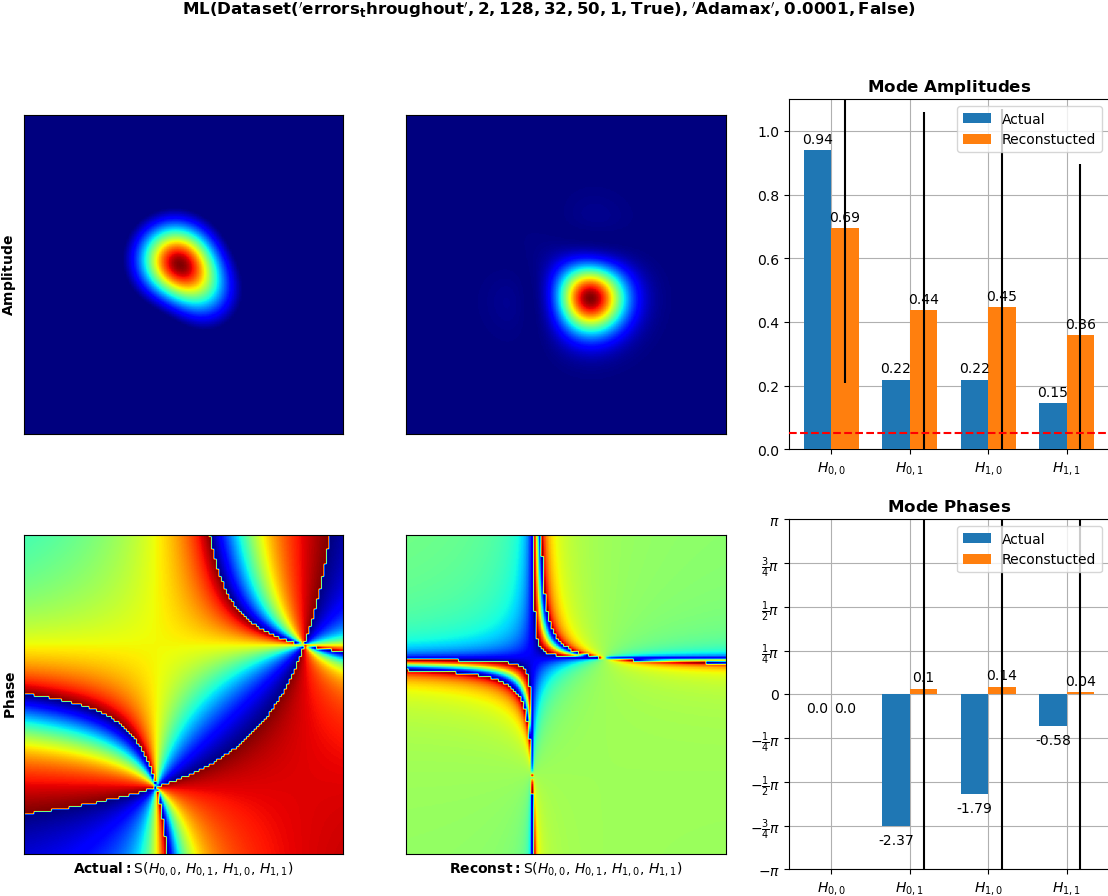 ML(Dataset('errors_throughout', 2, 128, 32, 50, 1, True), 'Adamax', 0.0001, False)
Mode Amplitudes
Amplitude
Actual
Reconstucted
1.0
0.8
0.6
0.4
0.2
0.0
0.94
0.69
0.22
0.44
0.22
0.45
0.15
0.36
H0,0
H0,1
H1,0
H1,1
Mode Phases
Phase
Actual
Reconstucted
π
3/4π
1/2π
1/4π
0
−1/4π
−1/2π
−3/4π
−π
0.0
0.0
-2.37
0.1
-1.79
0.14
-0.58
0.04
H0,0
H0,1
H1,0
H1,1
Actual: S(H0,0, H0,1, H1,0, H1,1)
Reconst: S(H0,0, H0,1, H1,0, H1,1)